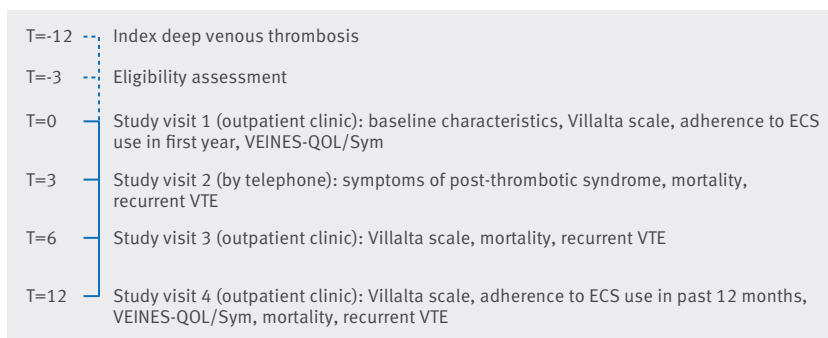 T=-12 Index deep venous thrombosis
T=-3 Eligibility assessment
T=0 Study visit 1 (outpatient clinic): baseline characteristics, Villalta scale, adherence to ECS
use in first year, VEINES-QOL/Sym
T=3 Study visit 2 (by telephone): symptoms of post-thrombotic syndrome, mortality,
recurrent VTE
T=6 Study visit 3 (outpatient clinic): Villalta scale, mortality, recurrent VTE
T=12 Study visit 4 (outpatient clinic): Villalta scale, adherence to ECS use in past 12 months,
VEINES-QOL/Sym, mortality, recurrent VTE